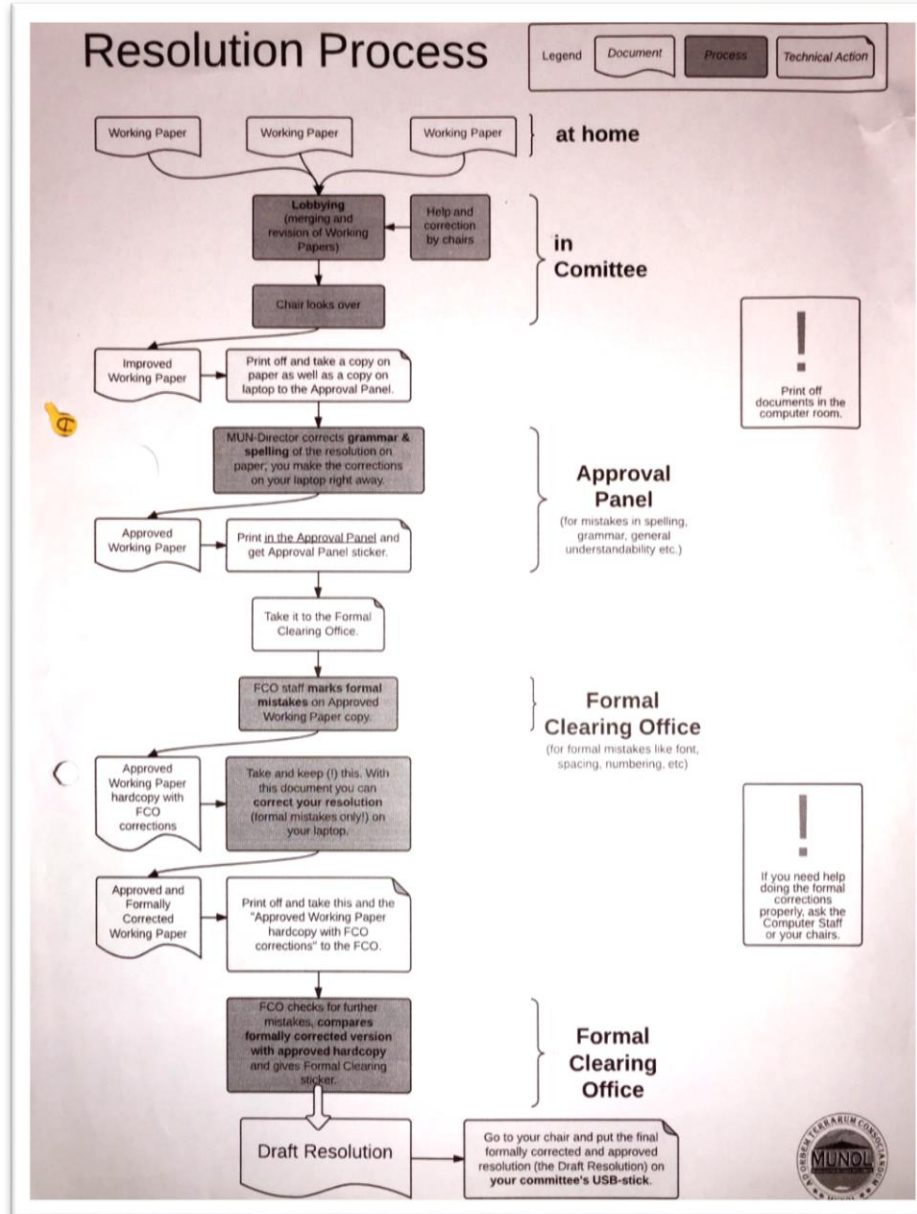 Resolution Process
Legend
Document
Process
Technical Action
Working Paper
Working Paper
Working Paper
at home
Lobbying
(merging and
revision of Working
Papers)
Help and
correction
by chairs
in
Comittee
Chair looks over
Improved
Working Paper
Print off and take a copy on
paper as well as a copy on
laptop to the Approval Panel.
!
Print off
documents in the
computer room.
MUN-Director corrects grammar &
spelling of the resolution on
paper; you make the corrections
on your laptop right away.
Approval
Panel
(for mistakes in spelling,
grammar, general
understandability etc.)
Approved
Working Paper
Print in the Approval Panel and
get Approval Panel sticker.
Take it to the Formal
Clearing Office.
FCO staff marks formal
mistakes on Approved
Working Paper copy.
Formal
Clearing Office
(for formal mistakes like font,
spacing, numbering, etc)
Approved
Working Paper
hardcopy with
FCO
corrections
Take and keep (!) this. With
this document you can
correct your resolution
(formal mistakes only!) on
your laptop.
!
If you need help
doing the formal
corrections
properly, ask the
Computer Staff
or your chairs.
Approved and
Formally
Corrected
Working Paper
Print off and take this and the
"Approved Working Paper
hardcopy with FCO
corrections" to the FCO.
FCO checks for further
mistakes, compares
formally corrected version
with approved hardcopy
and gives Formal Clearing
sticker.
Formal
Clearing
Office
Draft Resolution
Go to your chair and put the final
formally corrected and approved
resolution (the Draft Resolution) on
your committee's USB-stick.
AD ORBEM TERRARUM CONSOCIANDUM
MUNOL